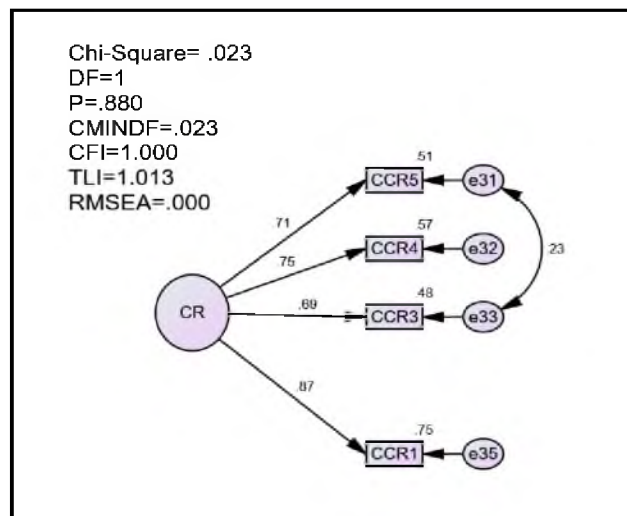 Chi-Square= .023
DF=1
P=.880
CMINDF=.023
CFI=1.000
TLI=1.013
RMSEA=.000
.51
CCR5
e31
.71
.57
CCR4
e32
.75
23
.48
CR
.69
CCR3
e33
.87
.75
CCR1
e35